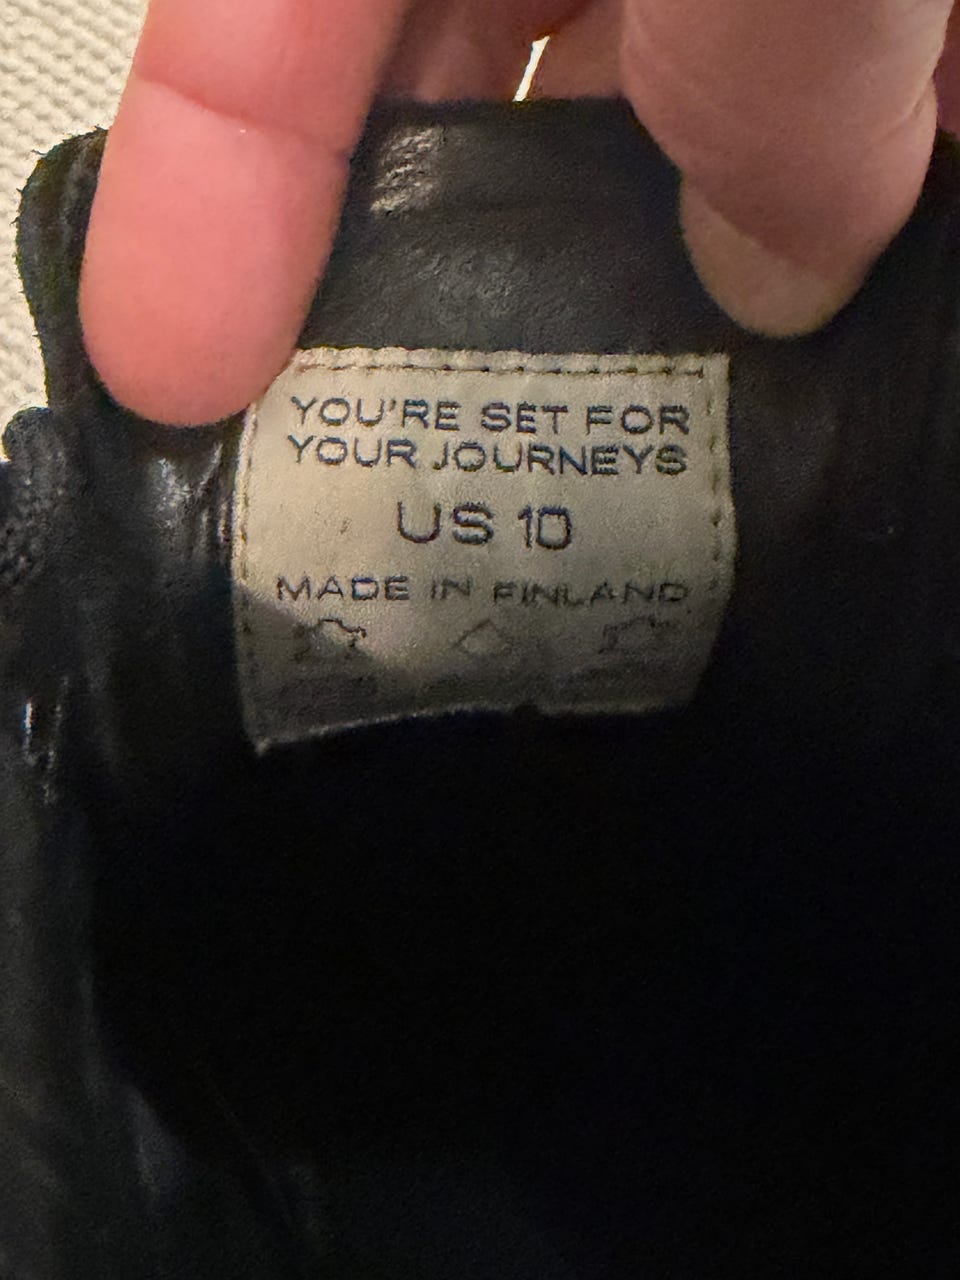 YOU'RE SET FOR
YOUR JOURNEYS
US 10
MADE IN FINLAND